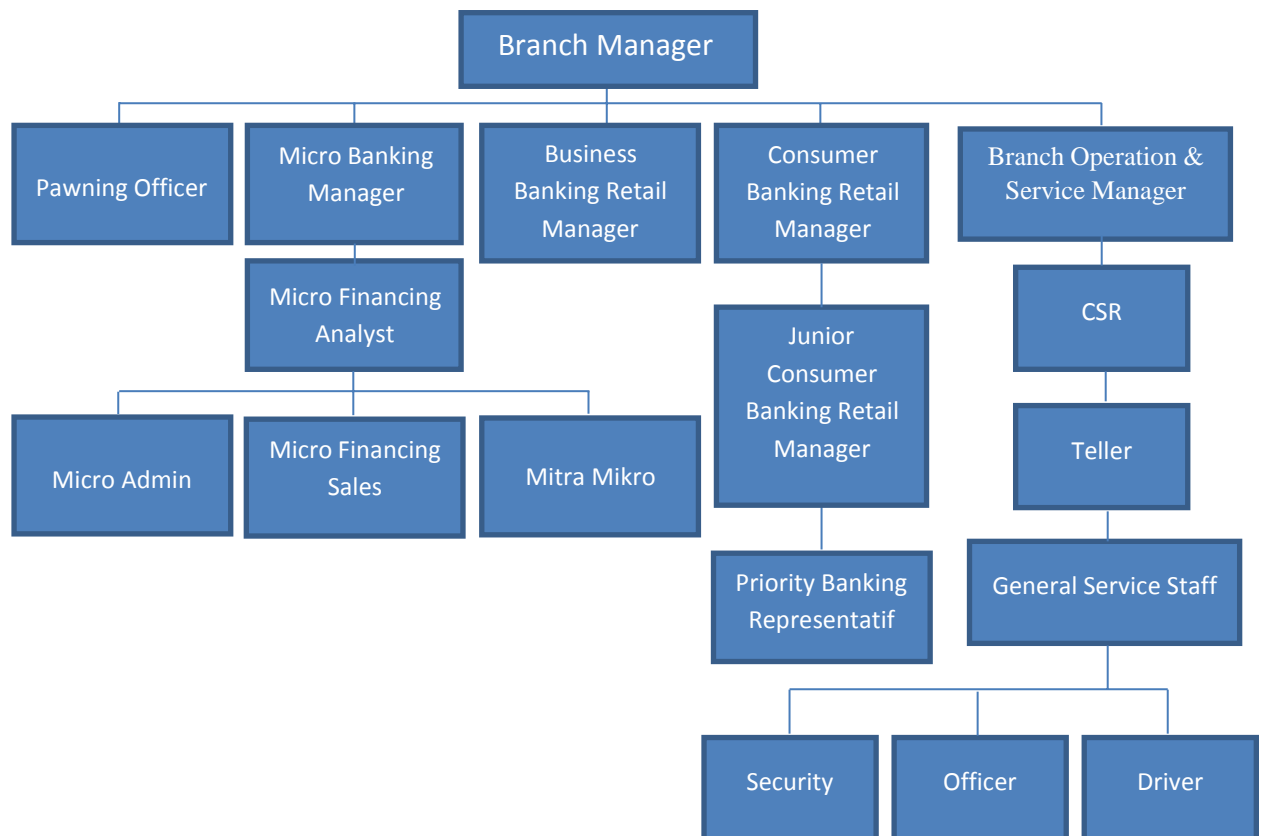 Branch Manager
Pawning Officer
Micro Banking
Manager
Business
Banking Retail
Manager
Consumer
Banking Retail
Manager
Branch Operation &
Service Manager
Micro Financing
Analyst
CSR
Junior
Consumer
Banking Retail
Manager
Micro Admin
Micro Financing
Sales
Mitra Mikro
Teller
Priority Banking
Representatif
General Service Staff
Security
Officer
Driver